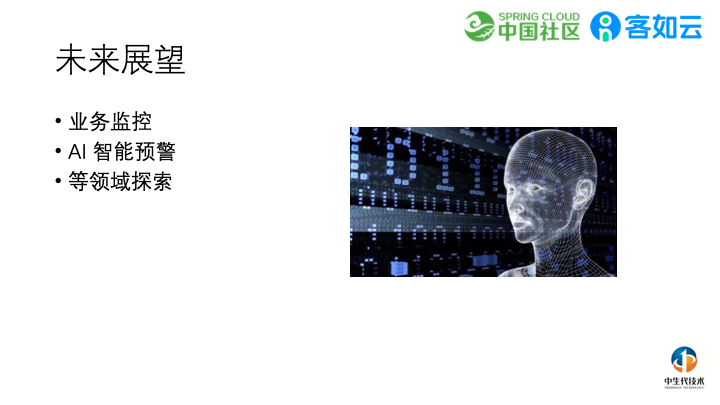 SPRING CLOUD
中国社区
客如云
未来展望
• 业务监控
• AI 智能预警
• 等领域探索
中生代技术